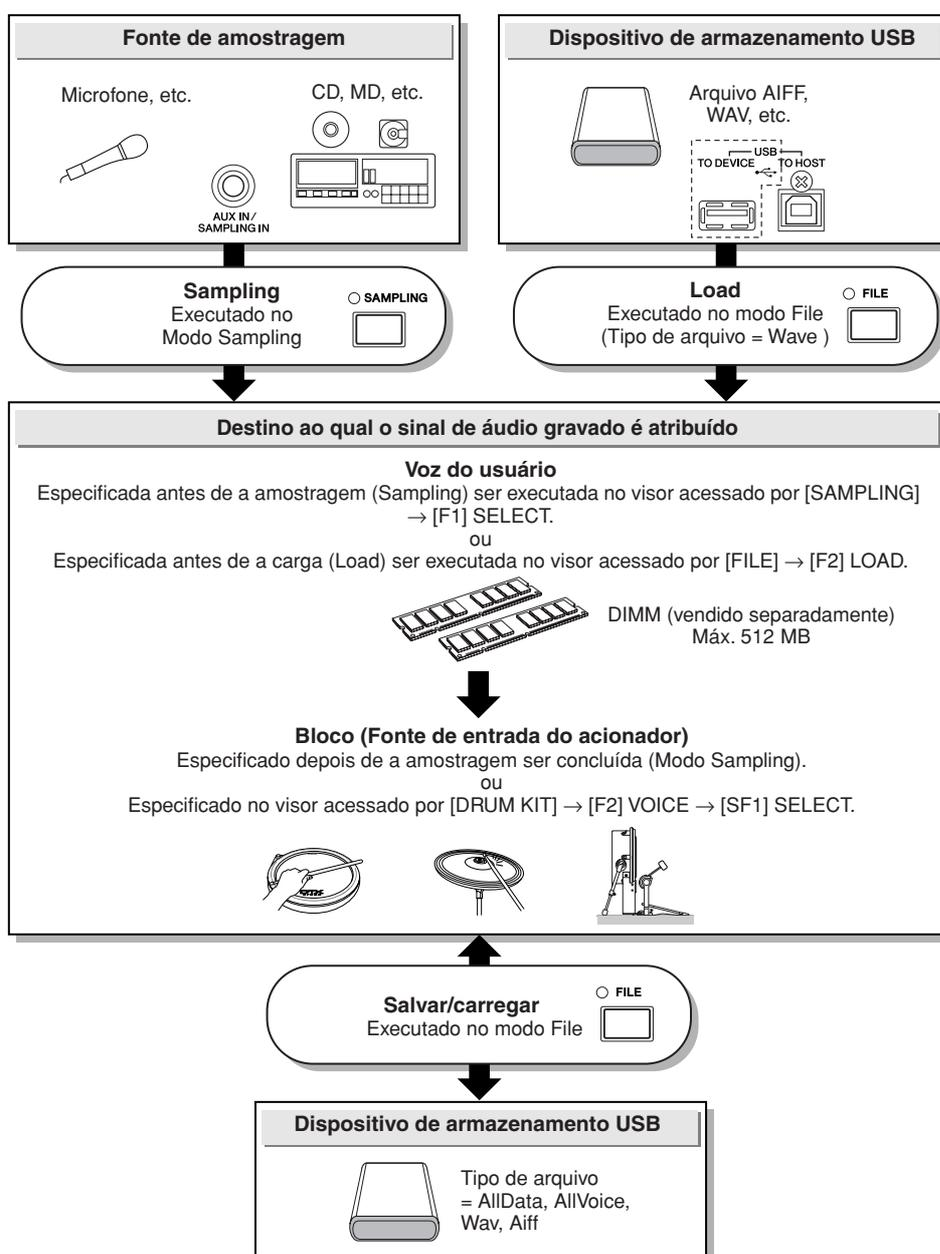 Fonte de amostragem
Microfone, etc.
CD, MD, etc.
AUX IN/
SAMPLING IN
Dispositivo de armazenamento USB
Arquivo AIFF,
WAV, etc.
USB
TO DEVICE
TO HOST
Sampling
Executado no
Modo Sampling
SAMPLING
Load
Executado no modo File
(Tipo de arquivo = Wave )
FILE
Destino ao qual o sinal de áudio gravado é atribuído
Voz do usuário
Especificada antes de a amostragem (Sampling) ser executada no visor acessado por [SAMPLING]
→ [F1] SELECT.
ou
Especificada antes de a carga (Load) ser executada no visor acessado por [FILE] → [F2] LOAD.
DIMM (vendido separadamente)
Máx. 512 MB
Bloco (Fonte de entrada do acionador)
Especificado depois de a amostragem ser concluída (Modo Sampling).
ou
Especificado no visor acessado por [DRUM KIT] → [F2] VOICE → [SF1] SELECT.
Salvar/carregar
Executado no modo File
FILE
Dispositivo de armazenamento USB
Tipo de arquivo
= AllData, AllVoice,
Wav, Aiff